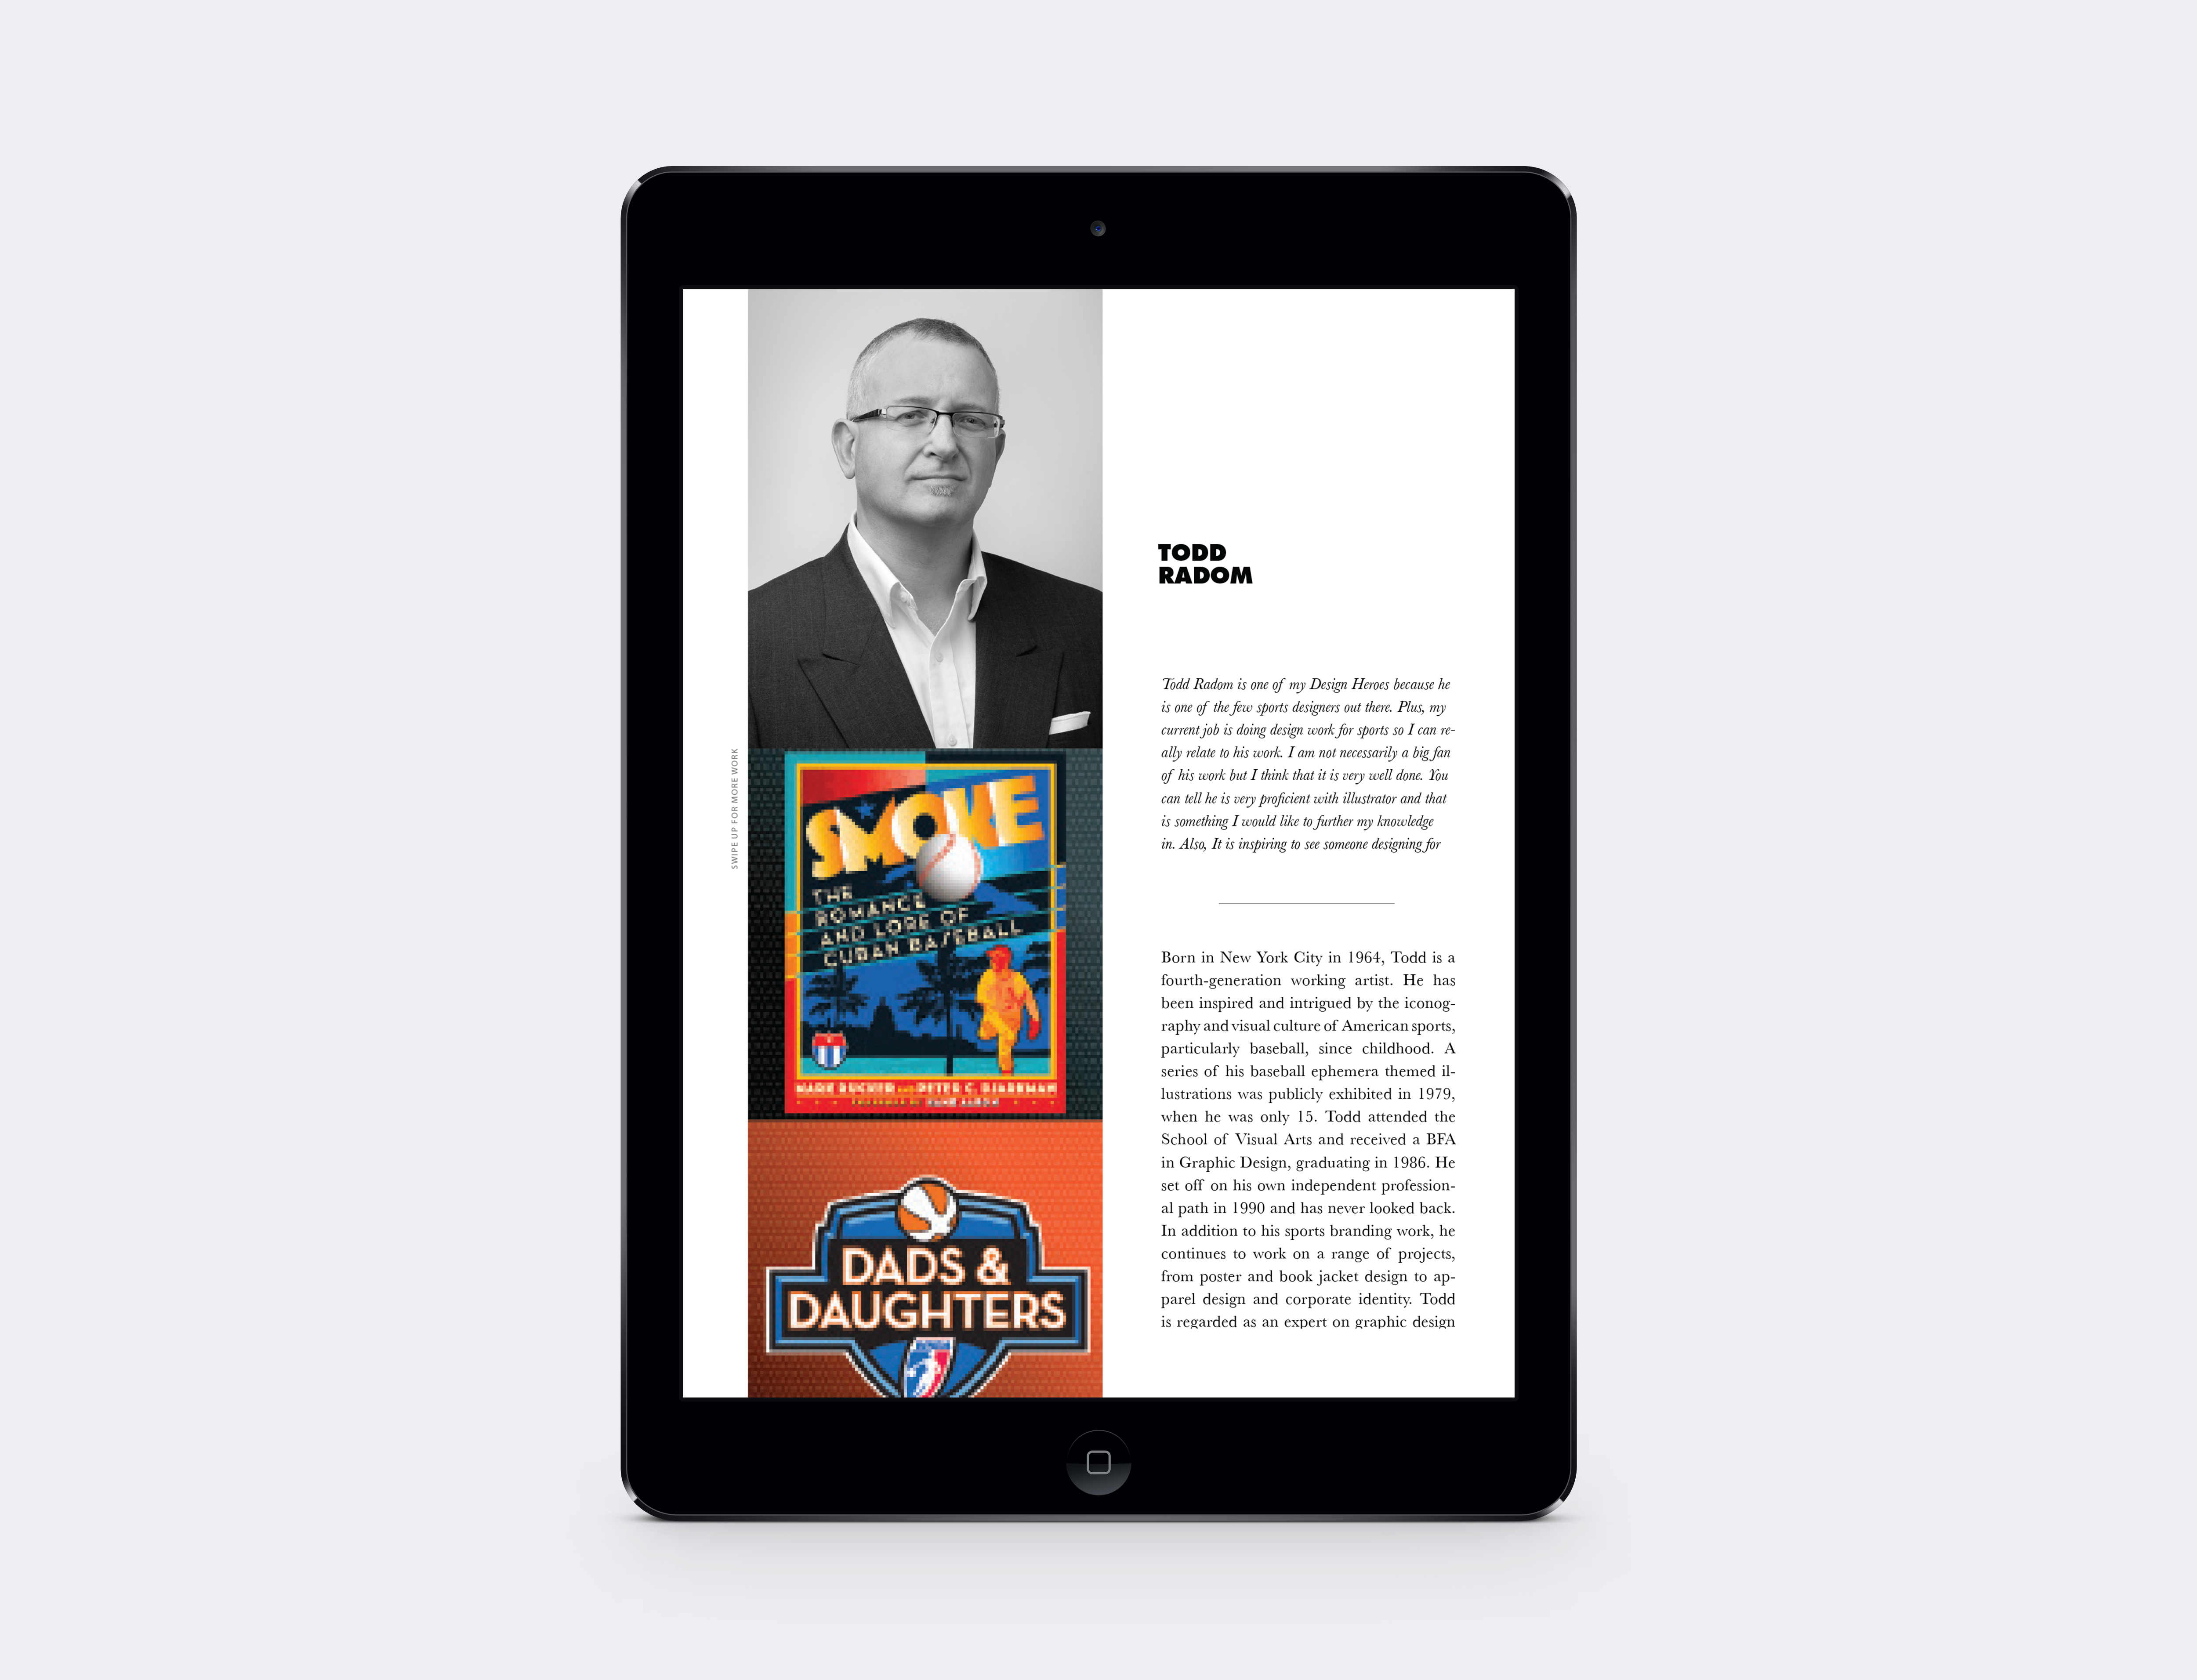 TODD
RADOM
Todd Radom is one of my Design Heroes because he
is one of the few sports designers out there. Plus, my
current job is doing design work for sports so I can re-
ally relate to his work. I am not necessarily a big fan
of his work but I think that it is very well done. You
can tell he is very proficient with illustrator and that
is something I would like to further my knowledge
in. Also, It is inspiring to see someone designing for
Born in New York City in 1964, Todd is a
fourth-generation working artist. He has
been inspired and intrigued by the iconog-
raphy and visual culture of American sports,
particularly baseball, since childhood. A
series of his baseball ephemera themed il-
lustrations was publicly exhibited in 1979,
when he was only 15. Todd attended the
School of Visual Arts and received a BFA
in Graphic Design, graduating in 1986. He
set off on his own independent profession-
al path in 1990 and has never looked back.
In addition to his sports branding work, he
continues to work on a range of projects,
from poster and book jacket design to ap-
parel design and corporate identity. Todd
is regarded as an expert on graphic design
SWIPE UP FOR MORE WORK
SMOKE
THE
ROMANCE
AND LORE OF
CUBAN BASEBALL
MARK RUCKER AND PETER C. BJARKMAN
DADS &
DAUGHTERS